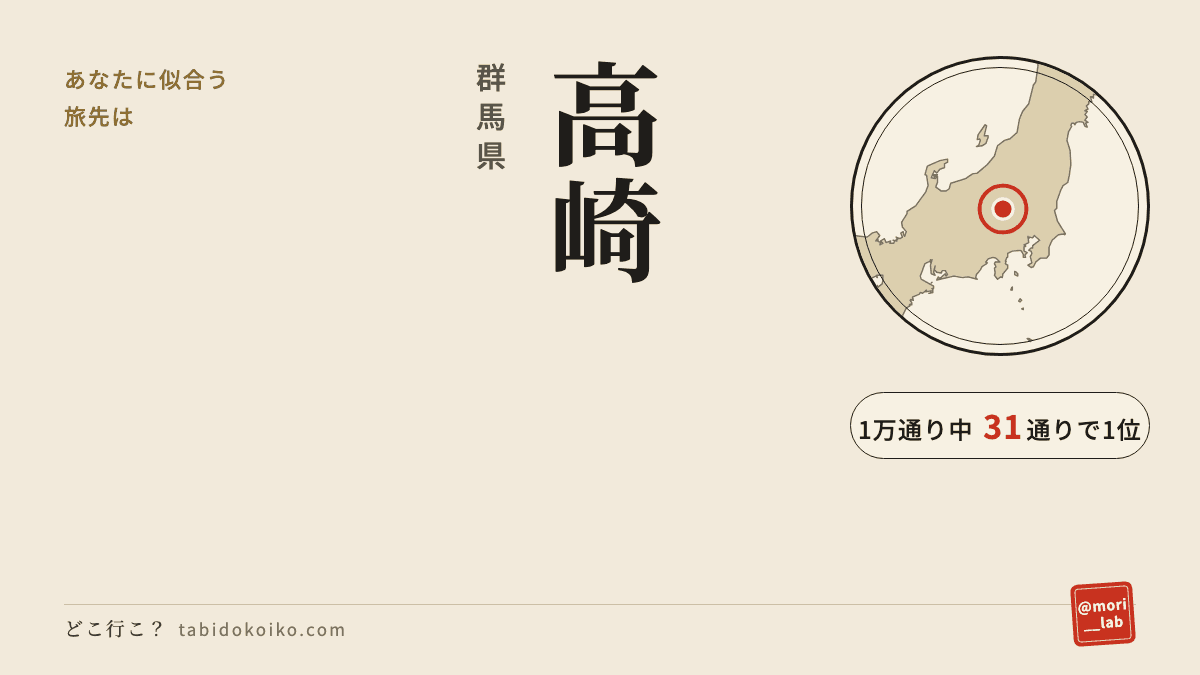 あなたに似合う
旅先は
高崎
群馬県
1万通り中 31通りで1位
どこ行こ? tabidokoiko.com
@mori
__lab